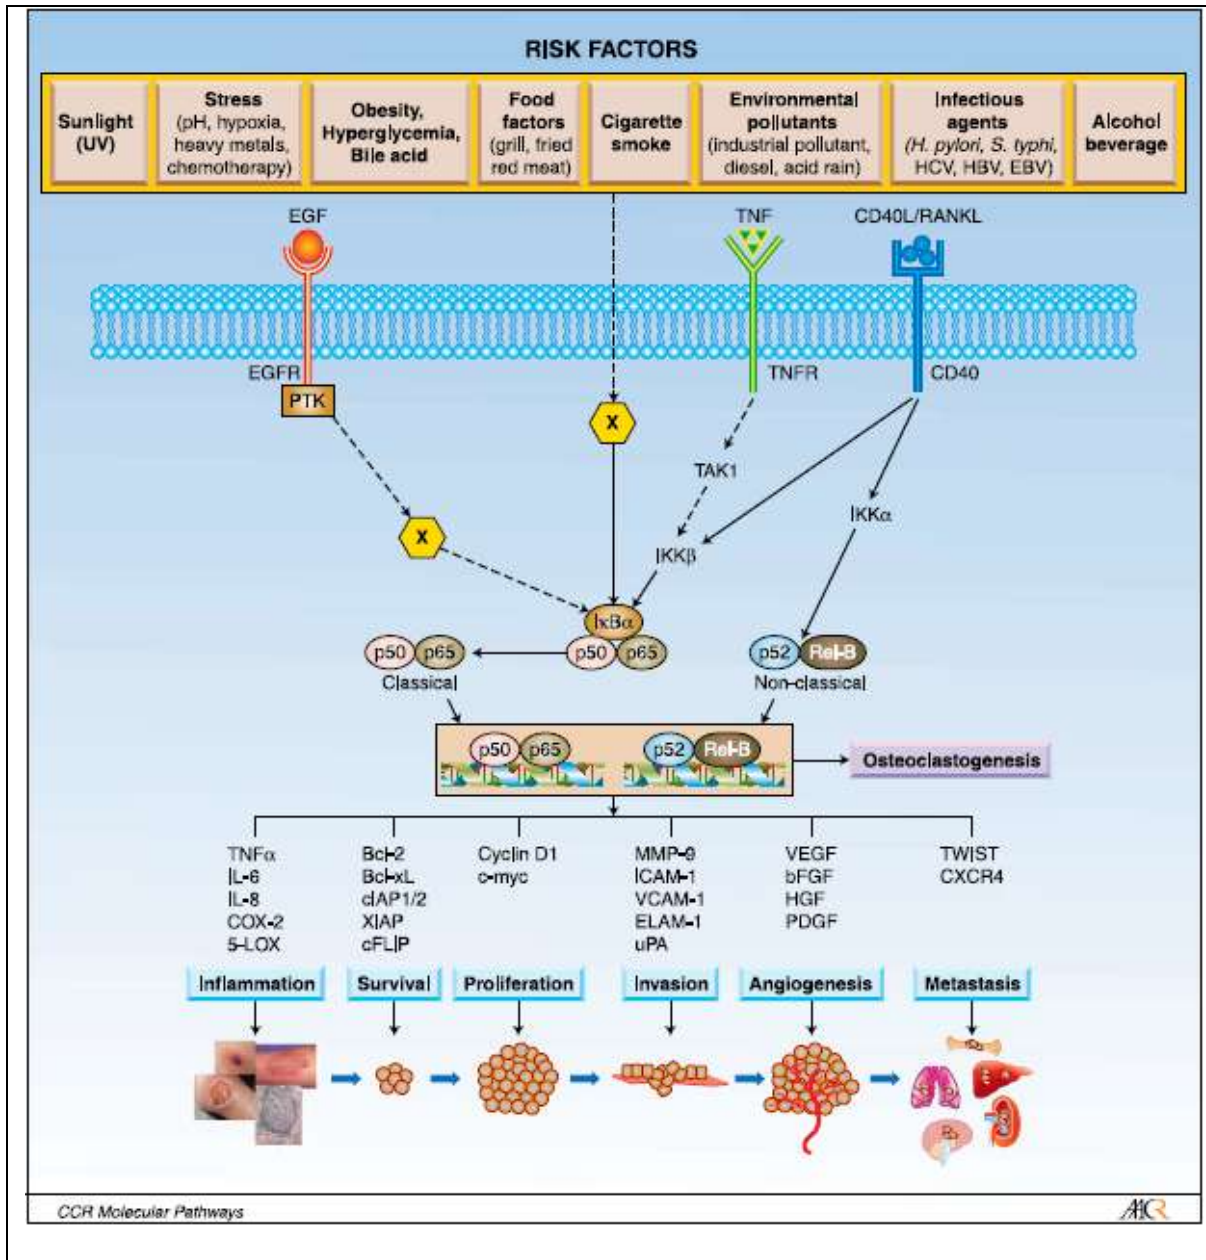 RISK FACTORS
Sunlight
(UV)
Stress
(pH, hypoxia,
heavy metals,
chemotherapy)
Obesity,
Hyperglycemia,
Bile acid
Food
factors
(grill, fried
red meat)
Cigarette
smoke
Environmental
pollutants
(industrial pollutant,
diesel, acid rain)
Infectious
agents
(H. pylori, S. typhi,
HCV, HBV, EBV)
Alcohol
beverage
EGF
TNF
CD40L/RANKL
EGFR
TNFR
CD40
PTK
X
TAK1
IKKα
X
IKKβ
IκBα
p50 p65
p50 p65
p52 Rel-B
Classical
Non-classical
p50 p65
p52 Rel-B
Osteoclastogenesis
TNFα
IL-6
IL-8
COX-2
5-LOX
Bcl-2
Bcl-xL
cIAP1/2
XIAP
cFLIP
Cyclin D1
c-myc
MMP-9
ICAM-1
VCAM-1
ELAM-1
uPA
VEGF
bFGF
HGF
PDGF
TWIST
CXCR4
Inflammation
Survival
Proliferation
Invasion
Angiogenesis
Metastasis
CCR Molecular Pathways
AACR